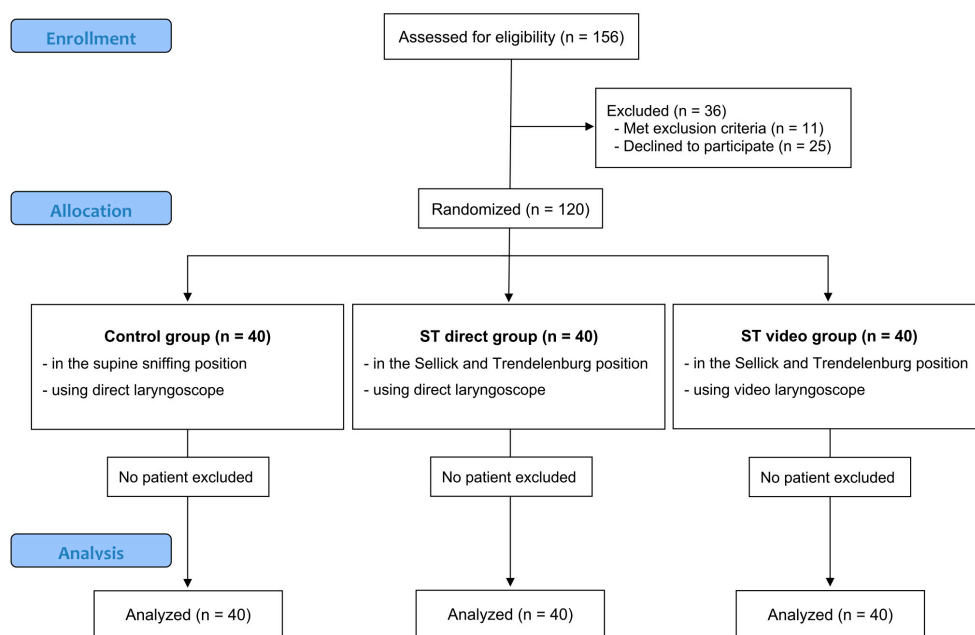 Enrollment
Assessed for eligibility (n = 156)
Excluded (n = 36)
- Met exclusion criteria (n = 11)
- Declined to participate (n = 25)
Allocation
Randomized (n = 120)
Control group (n = 40)
- in the supine sniffing position
- using direct laryngoscope
ST direct group (n = 40)
- in the Sellick and Trendelenburg position
- using direct laryngoscope
ST video group (n = 40)
- in the Sellick and Trendelenburg position
- using video laryngoscope
No patient excluded
No patient excluded
No patient excluded
Analysis
Analyzed (n = 40)
Analyzed (n = 40)
Analyzed (n = 40)